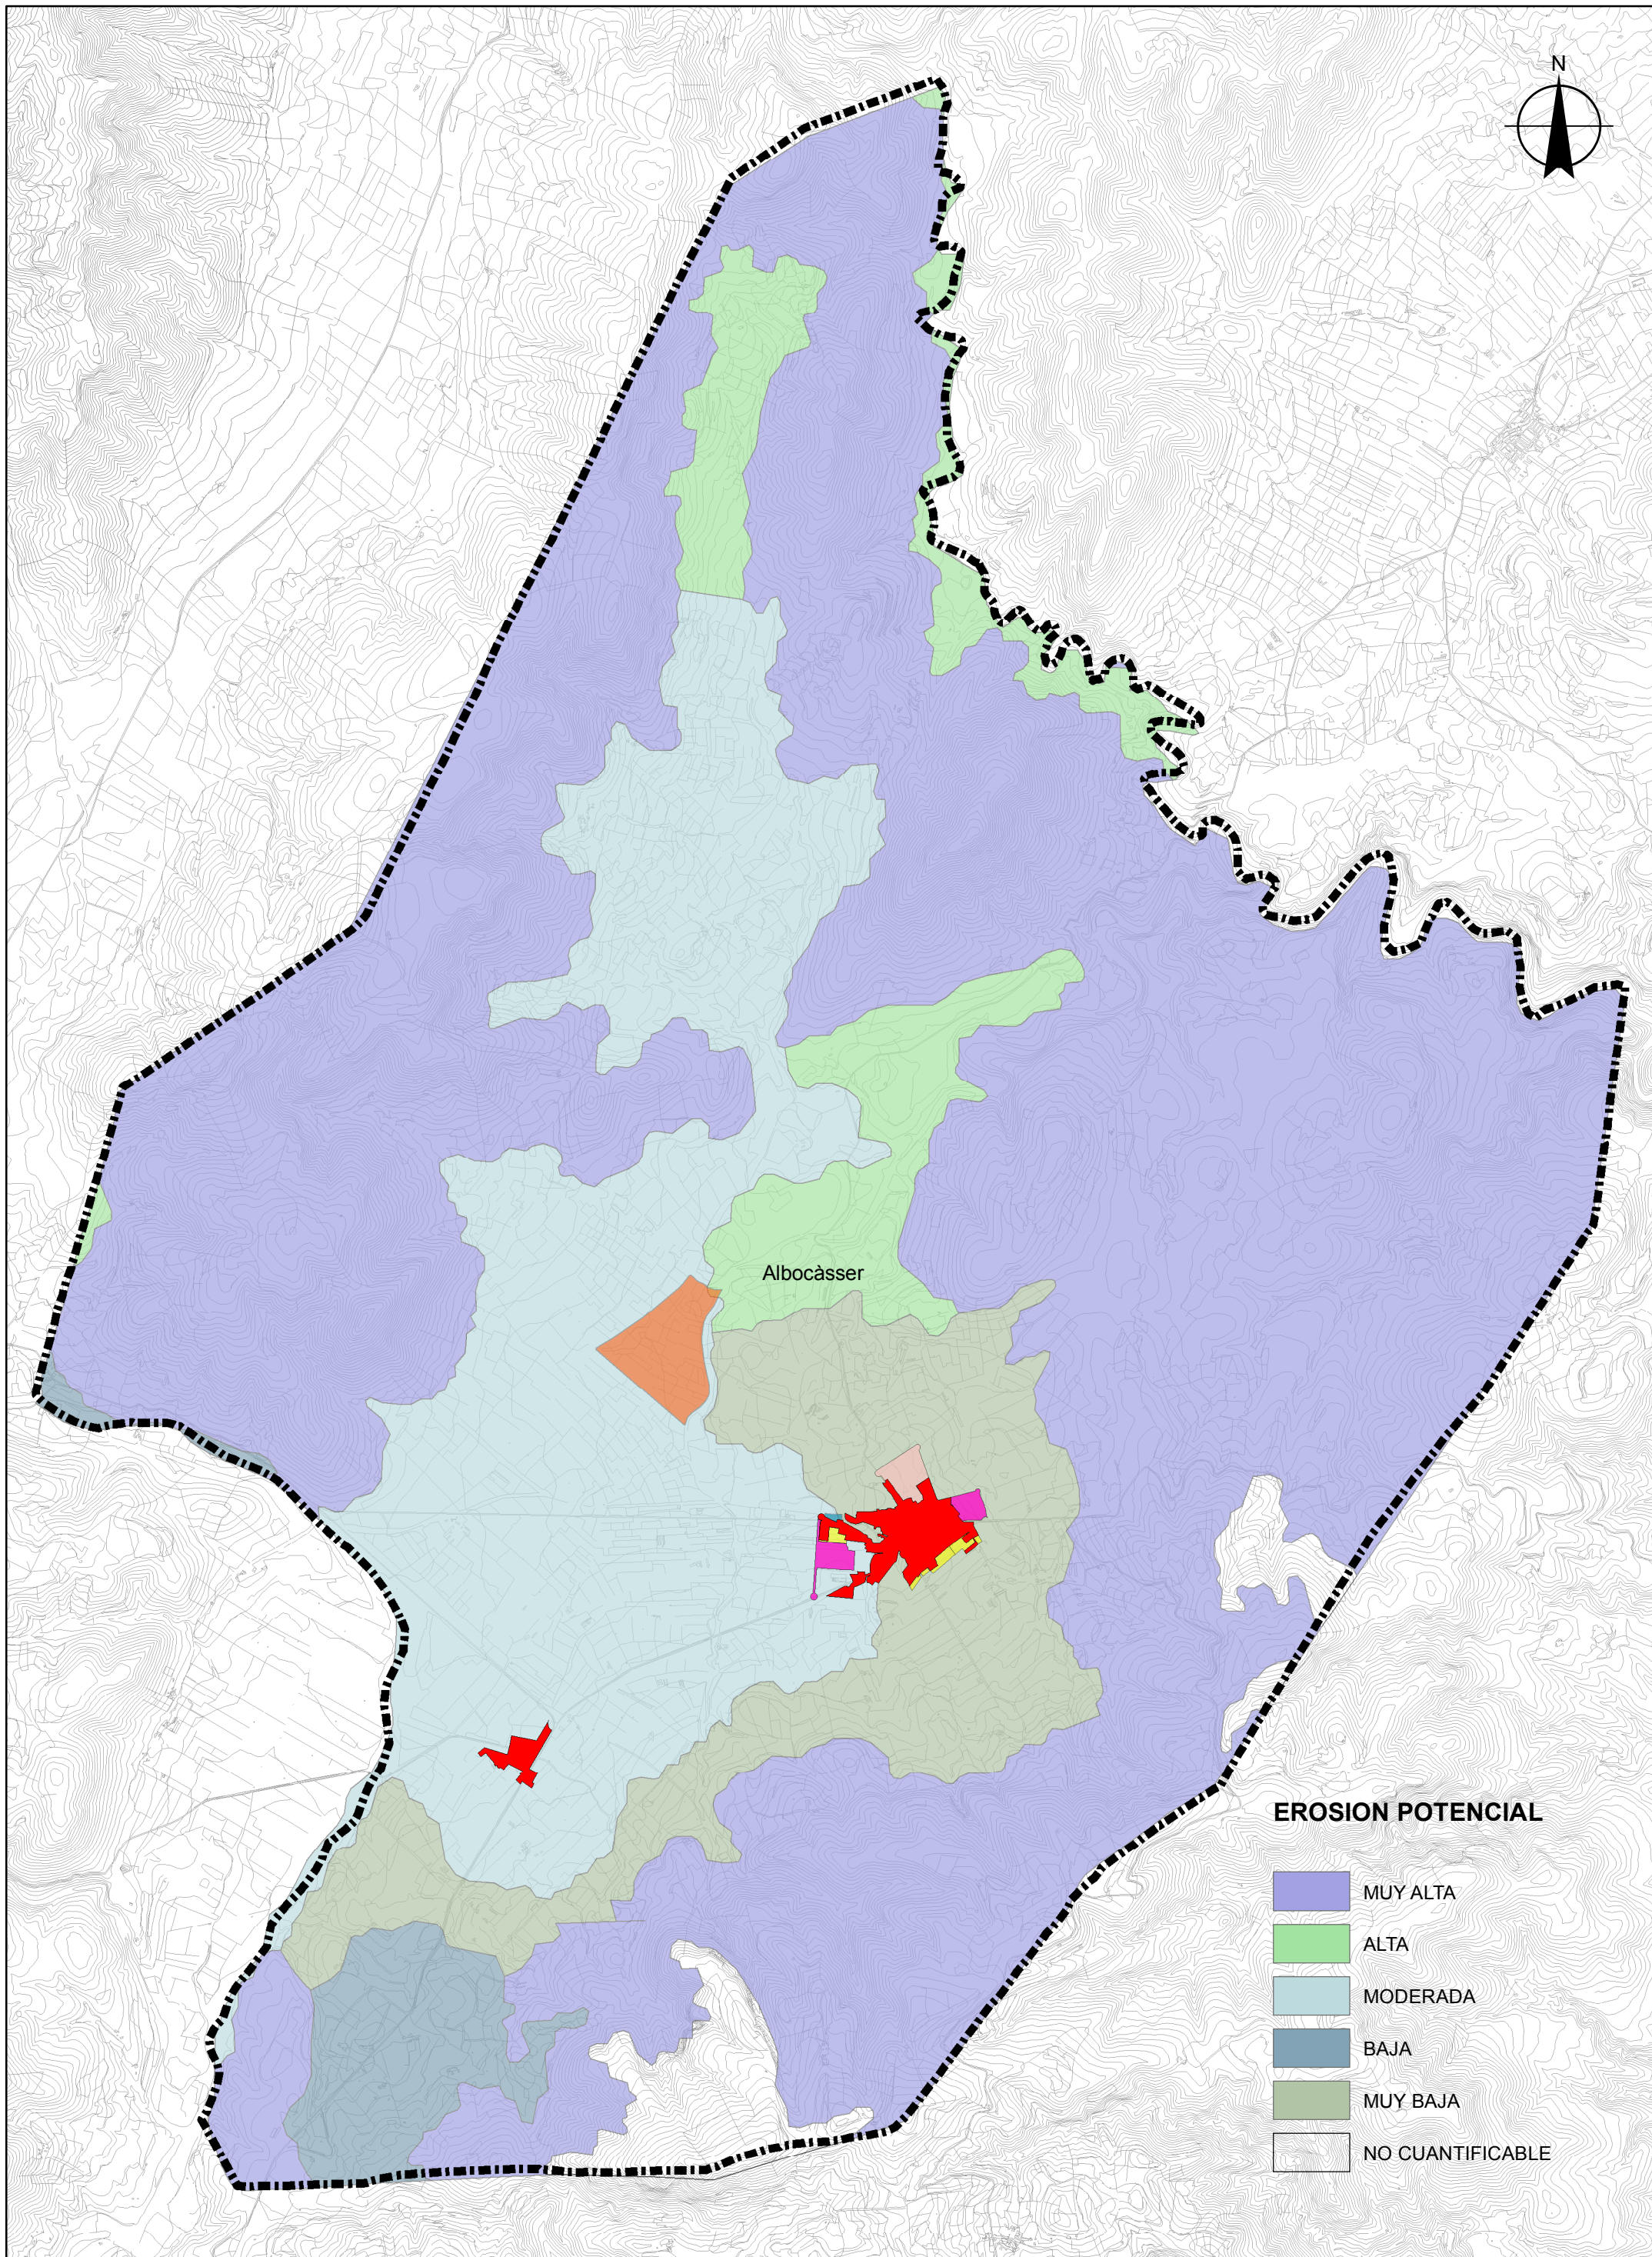 N
Albocàsser
EROSION POTENCIAL
MUY ALTA
ALTA
MODERADA
BAJA
MUY BAJA
NO CUANTIFICABLE